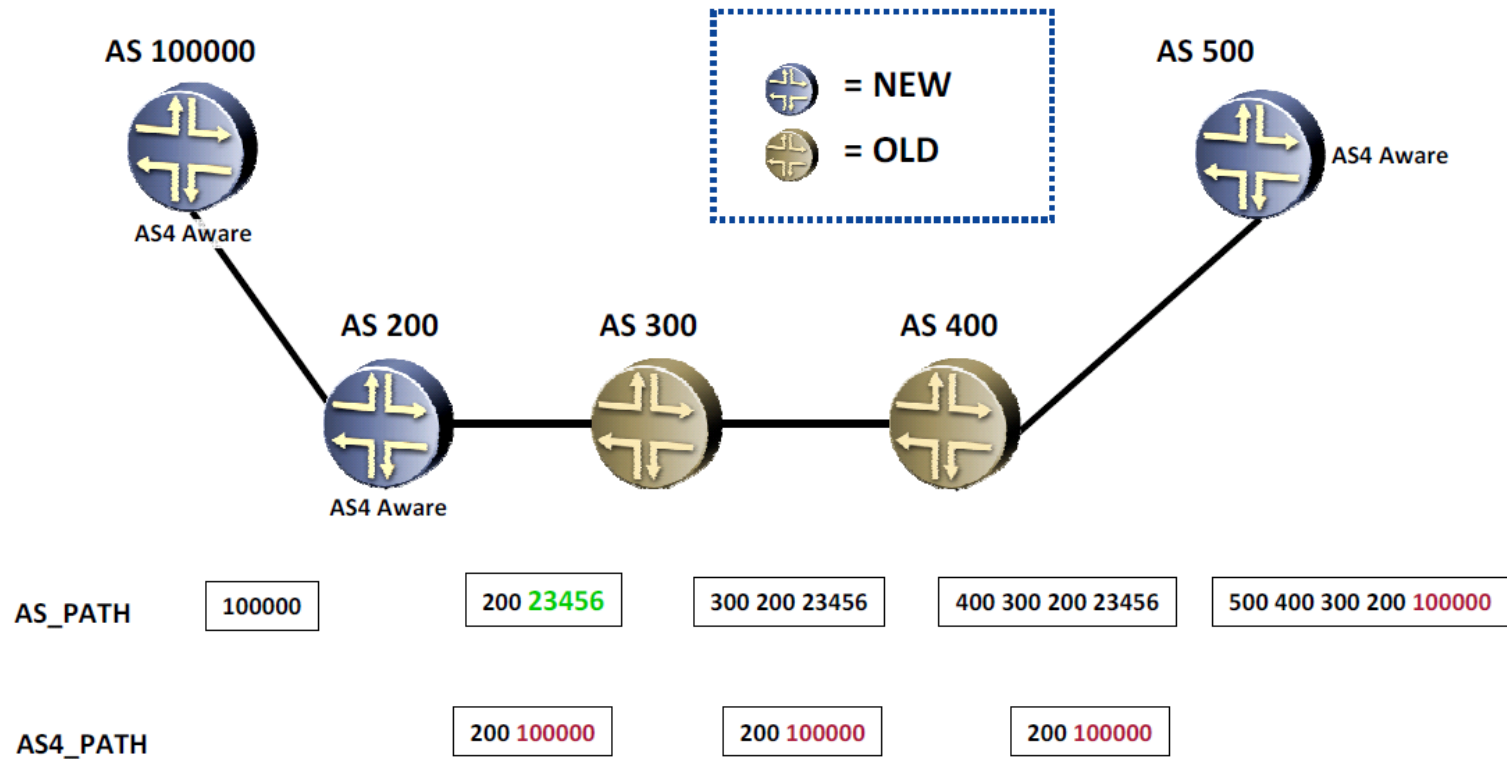 AS 100000
AS 500
= NEW
= OLD
AS4 Aware
AS4 Aware
AS 200
AS 300
AS 400
AS4 Aware
AS_PATH
100000
200 23456
300 200 23456
400 300 200 23456
500 400 300 200 100000
AS4_PATH
200 100000
200 100000
200 100000